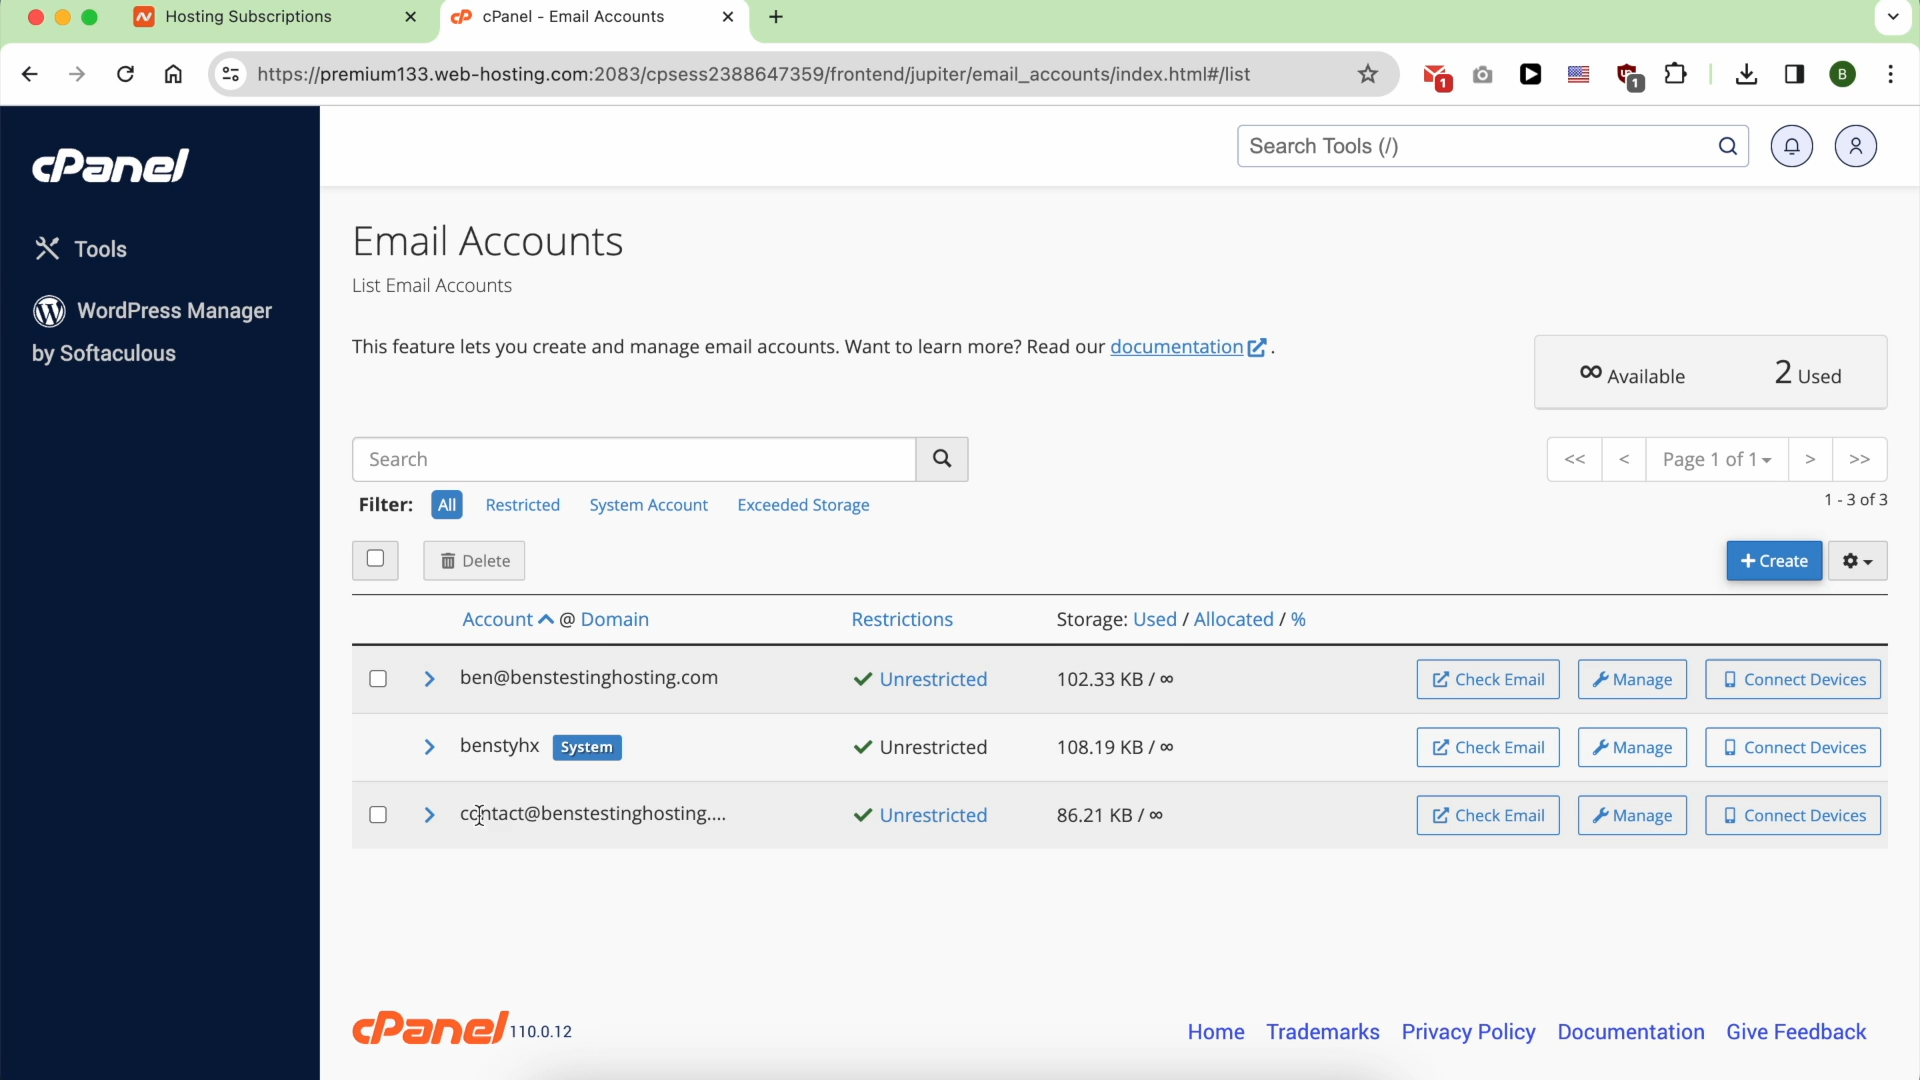 Hosting Subscriptions
cPanel - Email Accounts
https://premium133.web-hosting.com:2083/cpsess2388647359/frontend/jupiter/email_accounts/index.html#/list
1
1
B
cPanel
Search Tools (/)
Tools
WordPress Manager
by Softaculous
Email Accounts
List Email Accounts
This feature lets you create and manage email accounts. Want to learn more? Read our documentation.
∞ Available 2 Used
Search
<< < Page 1 of 1 > >>
Filter: All Restricted System Account Exceeded Storage
1 - 3 of 3
Delete
+ Create
Account @ Domain Restrictions Storage: Used / Allocated / %
ben@benstestinghosting.com Unrestricted 102.33 KB / ∞ Check Email Manage Connect Devices
benstyhx System Unrestricted 108.19 KB / ∞ Check Email Manage Connect Devices
contact@benstestinghosting.... Unrestricted 86.21 KB / ∞ Check Email Manage Connect Devices
cPanel 110.0.12
Home Trademarks Privacy Policy Documentation Give Feedback